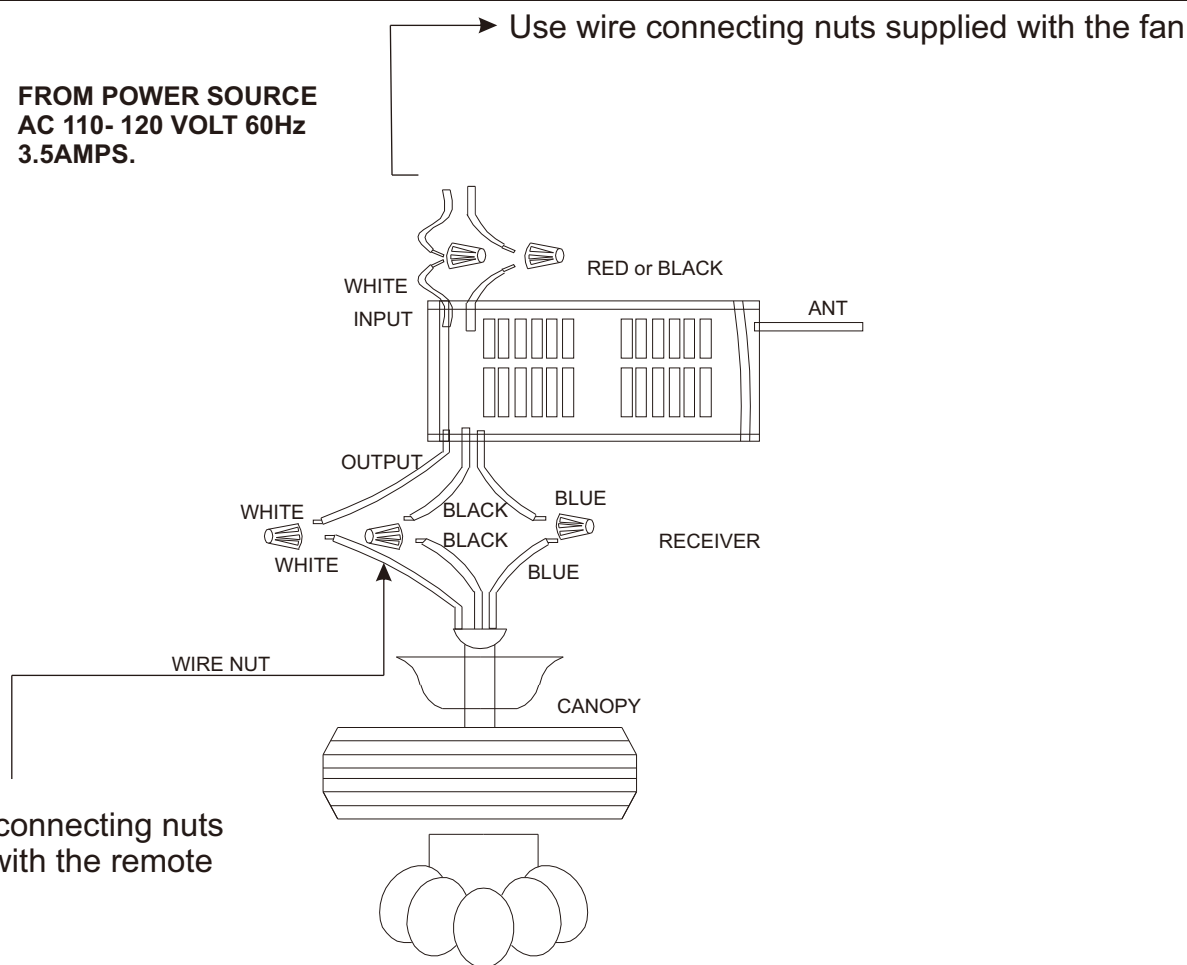 Use wire connecting nuts supplied with the fan
FROM POWER SOURCE
AC 110- 120 VOLT 60Hz
3.5AMPS.
RED or BLACK
WHITE
INPUT
ANT
OUTPUT
WHITE
BLACK
BLUE
BLACK
RECEIVER
WHITE
BLUE
WIRE NUT
CANOPY
connecting nuts
with the remote